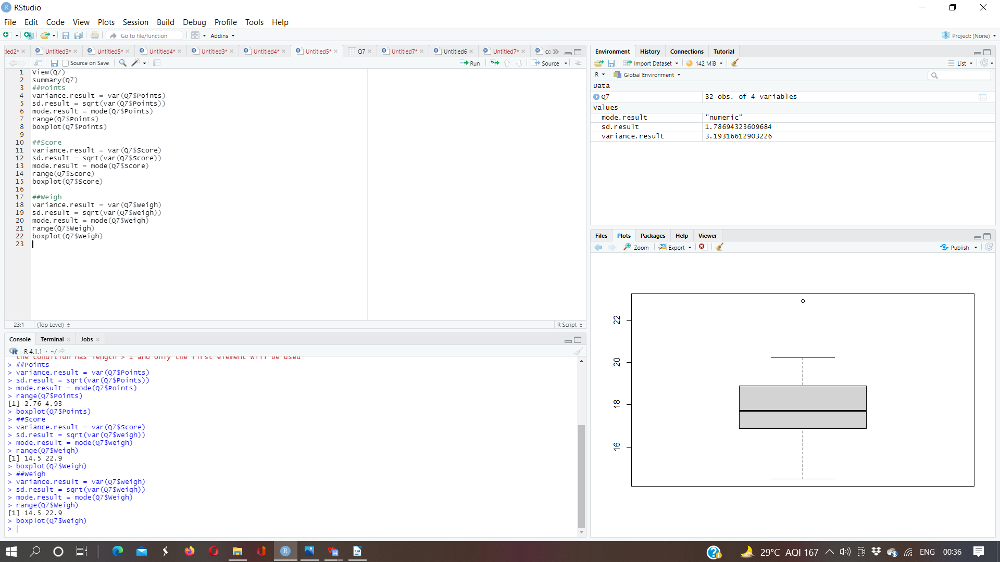 RStudio
File Edit Code View Plots Session Build Debug Profile Tools Help
Go to file/function Addins Project: (None)
tled2* Untitled3* Untitled5* Untitled4* Untitled3* Untitled4* Untitled5* Q7 Untitled7* Untitled6 Untitled7* co
Source on Save Run Source
1 View(Q7)
2 summary(Q7)
3 ##Points
4 variance.result = var(Q7$Points)
5 sd.result = sqrt(var(Q7$Points))
6 mode.result = mode(Q7$Points)
7 range(Q7$Points)
8 boxplot(Q7$Points)
9
10 ##Score
11 variance.result = var(Q7$Score)
12 sd.result = sqrt(var(Q7$Score))
13 mode.result = mode(Q7$Score)
14 range(Q7$Score)
15 boxplot(Q7$Score)
16
17 ##Weigh
18 variance.result = var(Q7$Weigh)
19 sd.result = sqrt(var(Q7$Weigh))
20 mode.result = mode(Q7$Weigh)
21 range(Q7$Weigh)
22 boxplot(Q7$Weigh)
23
23:1 (Top Level) R Script
Console Terminal Jobs
R 4.1.1 · ~/
the condition has length > 1 and only the first element will be used
> ##Points
> variance.result = var(Q7$Points)
> sd.result = sqrt(var(Q7$Points))
> mode.result = mode(Q7$Points)
> range(Q7$Points)
[1] 2.76 4.93
> boxplot(Q7$Points)
> ##Score
> variance.result = var(Q7$Score)
> sd.result = sqrt(var(Q7$Weigh))
> mode.result = mode(Q7$Weigh)
> range(Q7$Weigh)
[1] 14.5 22.9
> boxplot(Q7$Weigh)
> ##Weigh
> variance.result = var(Q7$Weigh)
> sd.result = sqrt(var(Q7$Weigh))
> mode.result = mode(Q7$Weigh)
> range(Q7$Weigh)
[1] 14.5 22.9
> boxplot(Q7$Weigh)
>
Environment History Connections Tutorial
Import Dataset 142 MiB List
R Global Environment
Data
Q7 32 obs. of 4 variables
Values
mode.result "numeric"
sd.result 1.78694323609684
variance.result 3.19316612903226
Files Plots Packages Help Viewer
Zoom Export Publish
22
20
18
16
29°C AQI 167 ENG 00:36